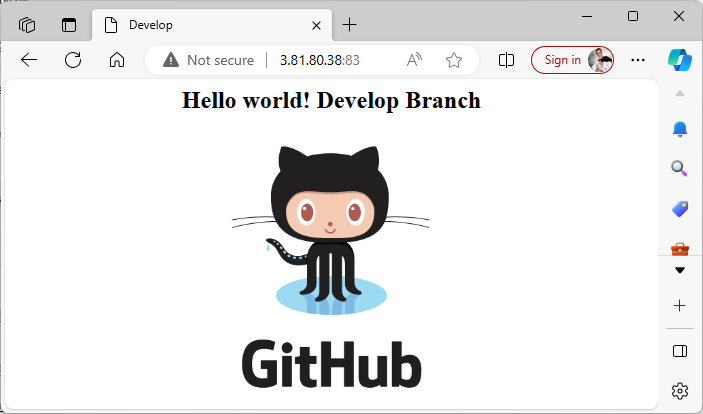 Develop
Not secure
3.81.80.38:83
Sign in
Hello world! Develop Branch
GitHub